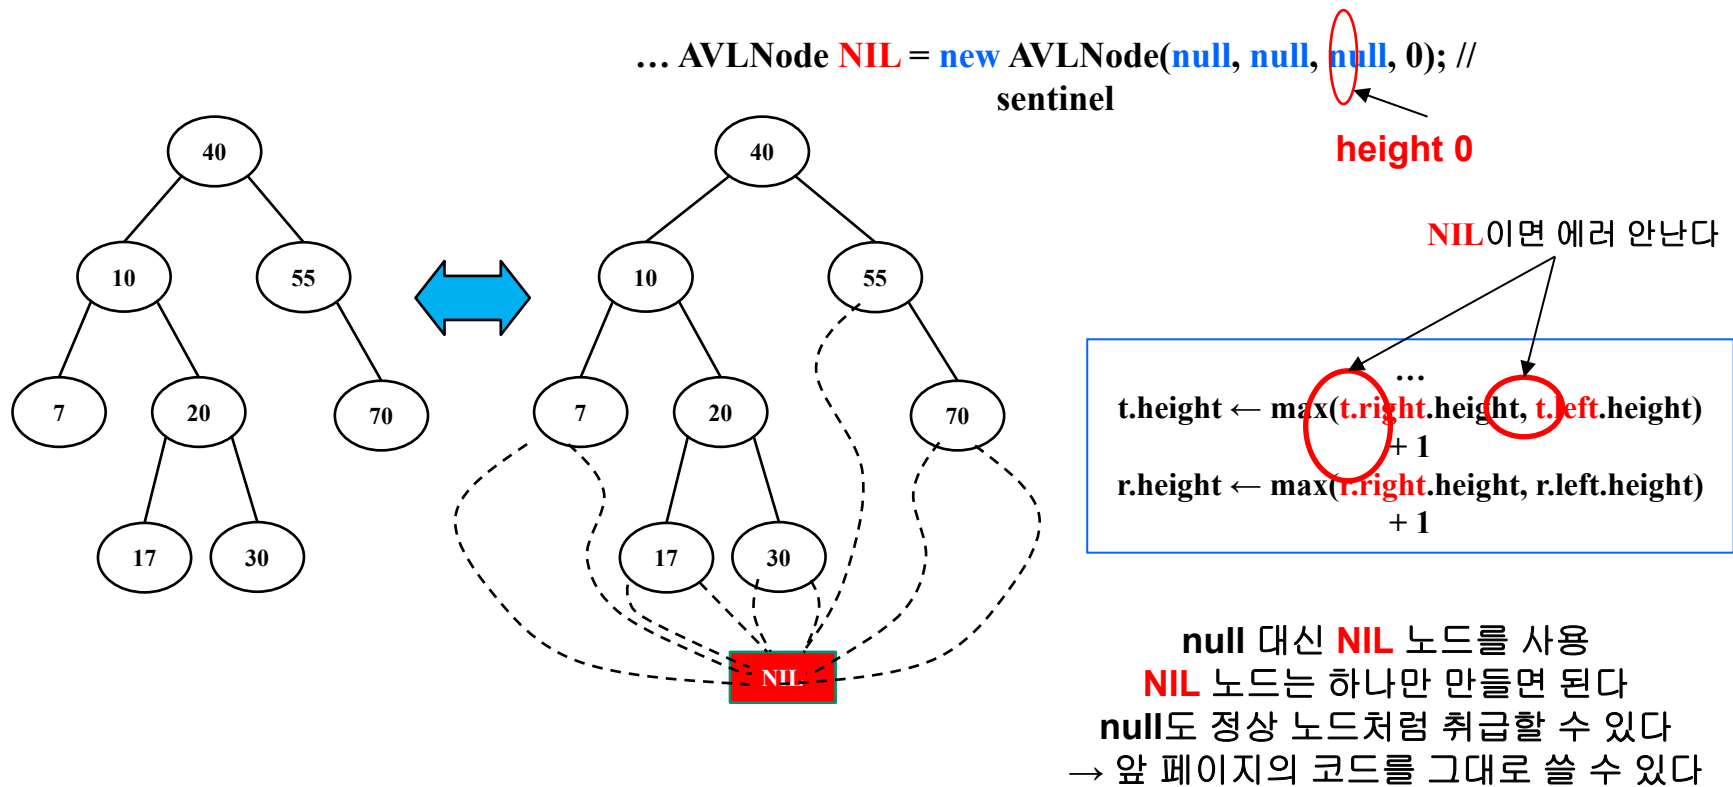 … AVLNode NIL = new AVLNode(null, null, null, 0); //
sentinel
height 0
40
10
55
7
20
70
17
30
40
10
55
7
20
70
17
30
NIL
NIL이면 에러 안난다
…
t.height ← max(t.right.height, t.left.height)
+ 1
r.height ← max(r.right.height, r.left.height)
+ 1
null 대신 NIL 노드를 사용
NIL 노드는 하나만 만들면 된다
null도 정상 노드처럼 취급할 수 있다
→ 앞 페이지의 코드를 그대로 쓸 수 있다